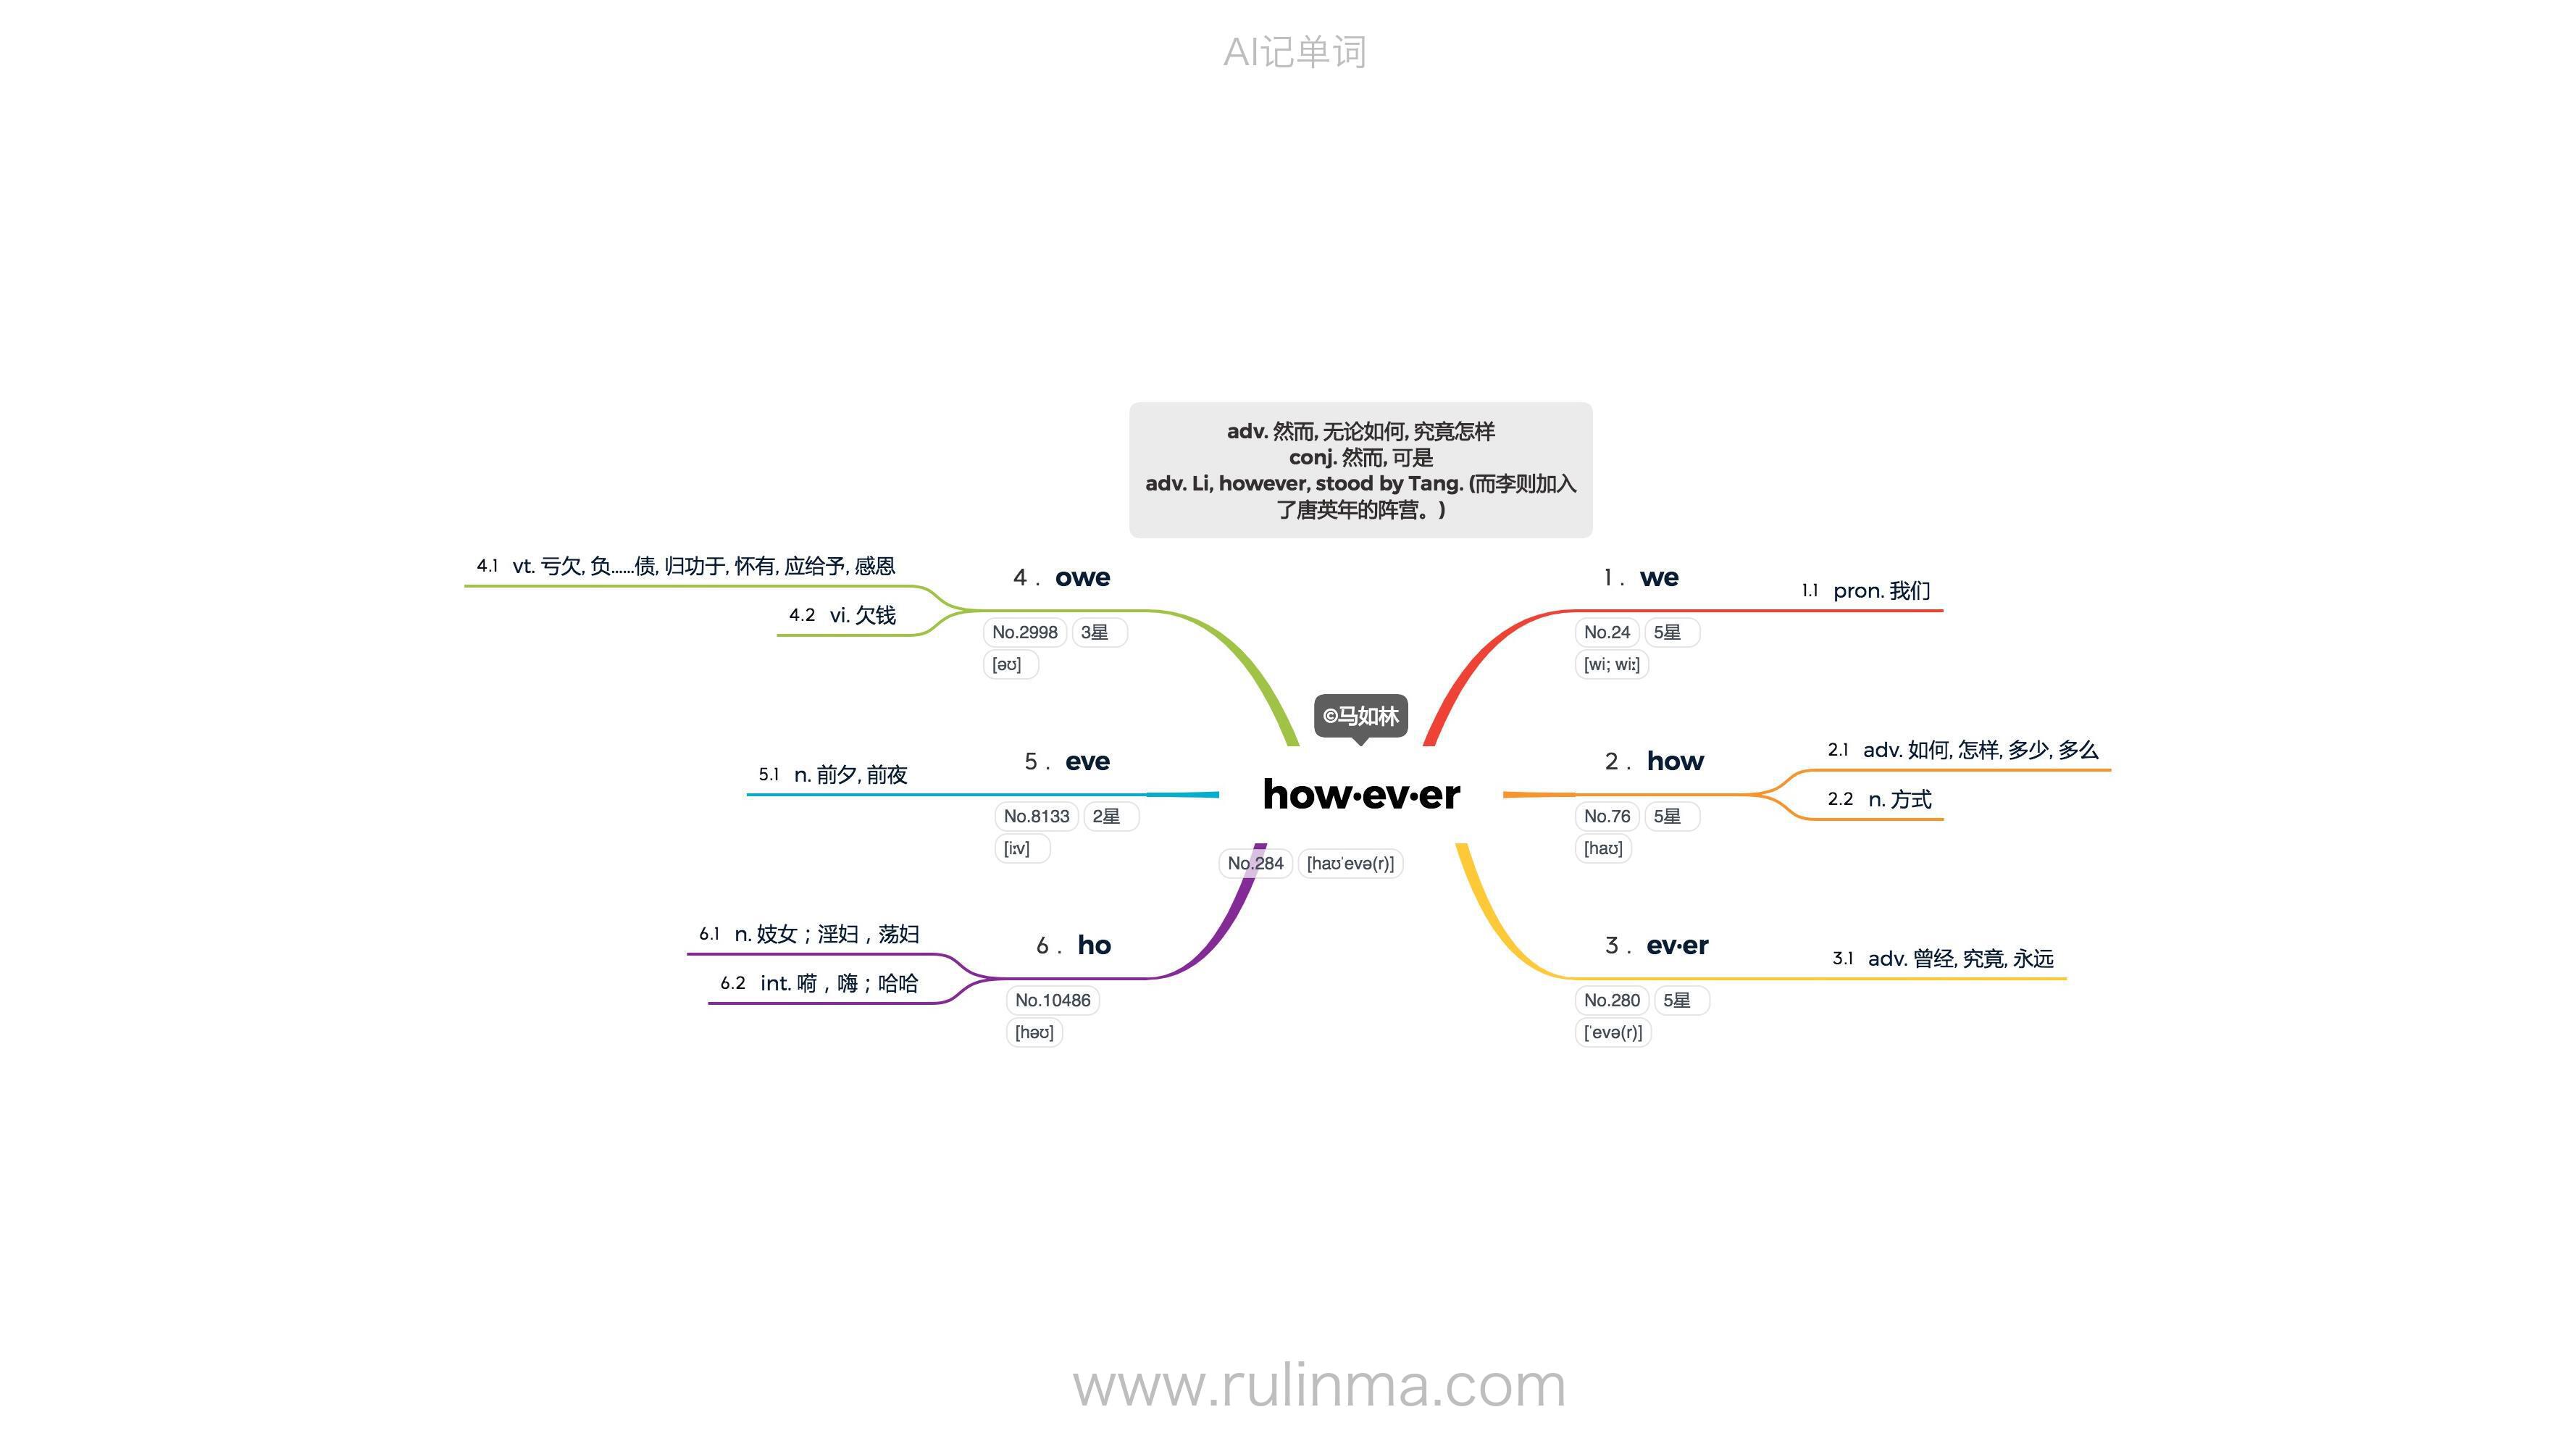 AI记单词
adv. 然而, 无论如何, 究竟怎样
conj. 然而, 可是
adv. Li, however, stood by Tang. (而李则加入
了唐英年的阵营。)
©马如林
how·ev·er
No.284 [haʊˈevə(r)]
1 . we
No.24 5星
[wi; wiː]
1.1 pron. 我们
2 . how
No.76 5星
[haʊ]
2.1 adv. 如何, 怎样, 多少, 多么
2.2 n. 方式
3 . ev·er
No.280 5星
[ˈevə(r)]
3.1 adv. 曾经, 究竟, 永远
4 . owe
No.2998 3星
[əʊ]
4.1 vt. 亏欠, 负......债, 归功于, 怀有, 应给予, 感恩
4.2 vi. 欠钱
5 . eve
No.8133 2星
[iːv]
5.1 n. 前夕, 前夜
6 . ho
No.10486
[həʊ]
6.1 n. 妓女；淫妇，荡妇
6.2 int. 嗬，嗨；哈哈
www.rulinma.com